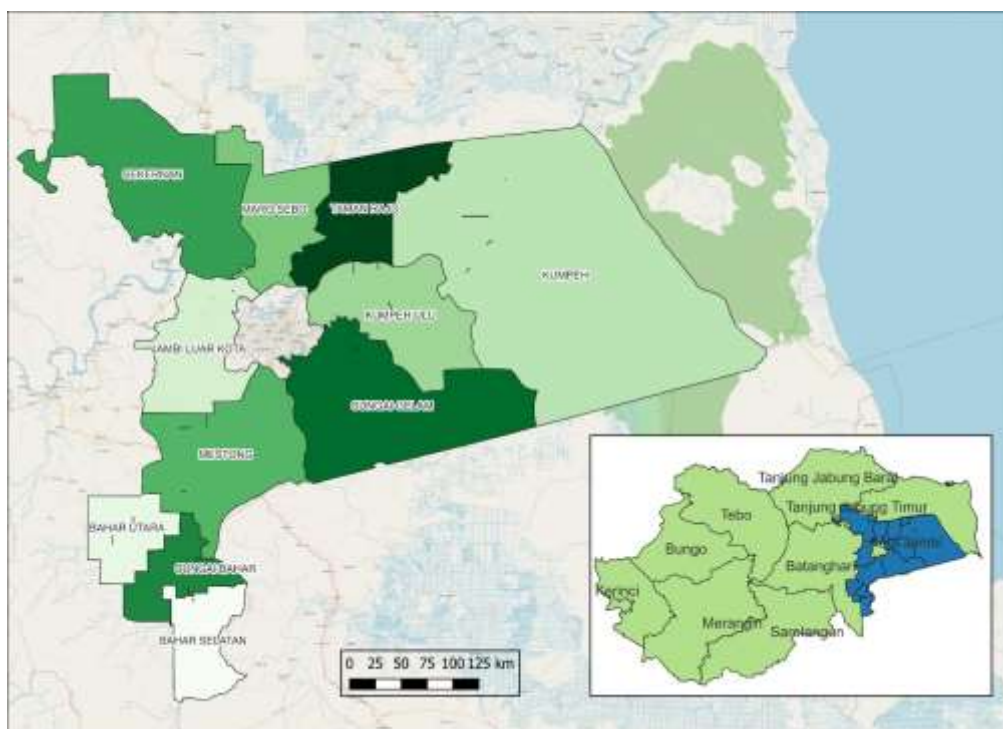 SEKERNAN
MARO SEBO
TAMAN RAJO
KUMPEH
KUMPEH ULU
JAMBI LUAR KOTA
SUNGAI GELAM
MESTONG
BAHAR UTARA
SUNGAI BAHAR
BAHAR SELATAN
0 25 50 75 100 125 km
Tanjung Jabung Barat
Tanjung Jabung Timur
Tebo
Bungo
Batanghari
Kerinci
Merangin
Sarolangun